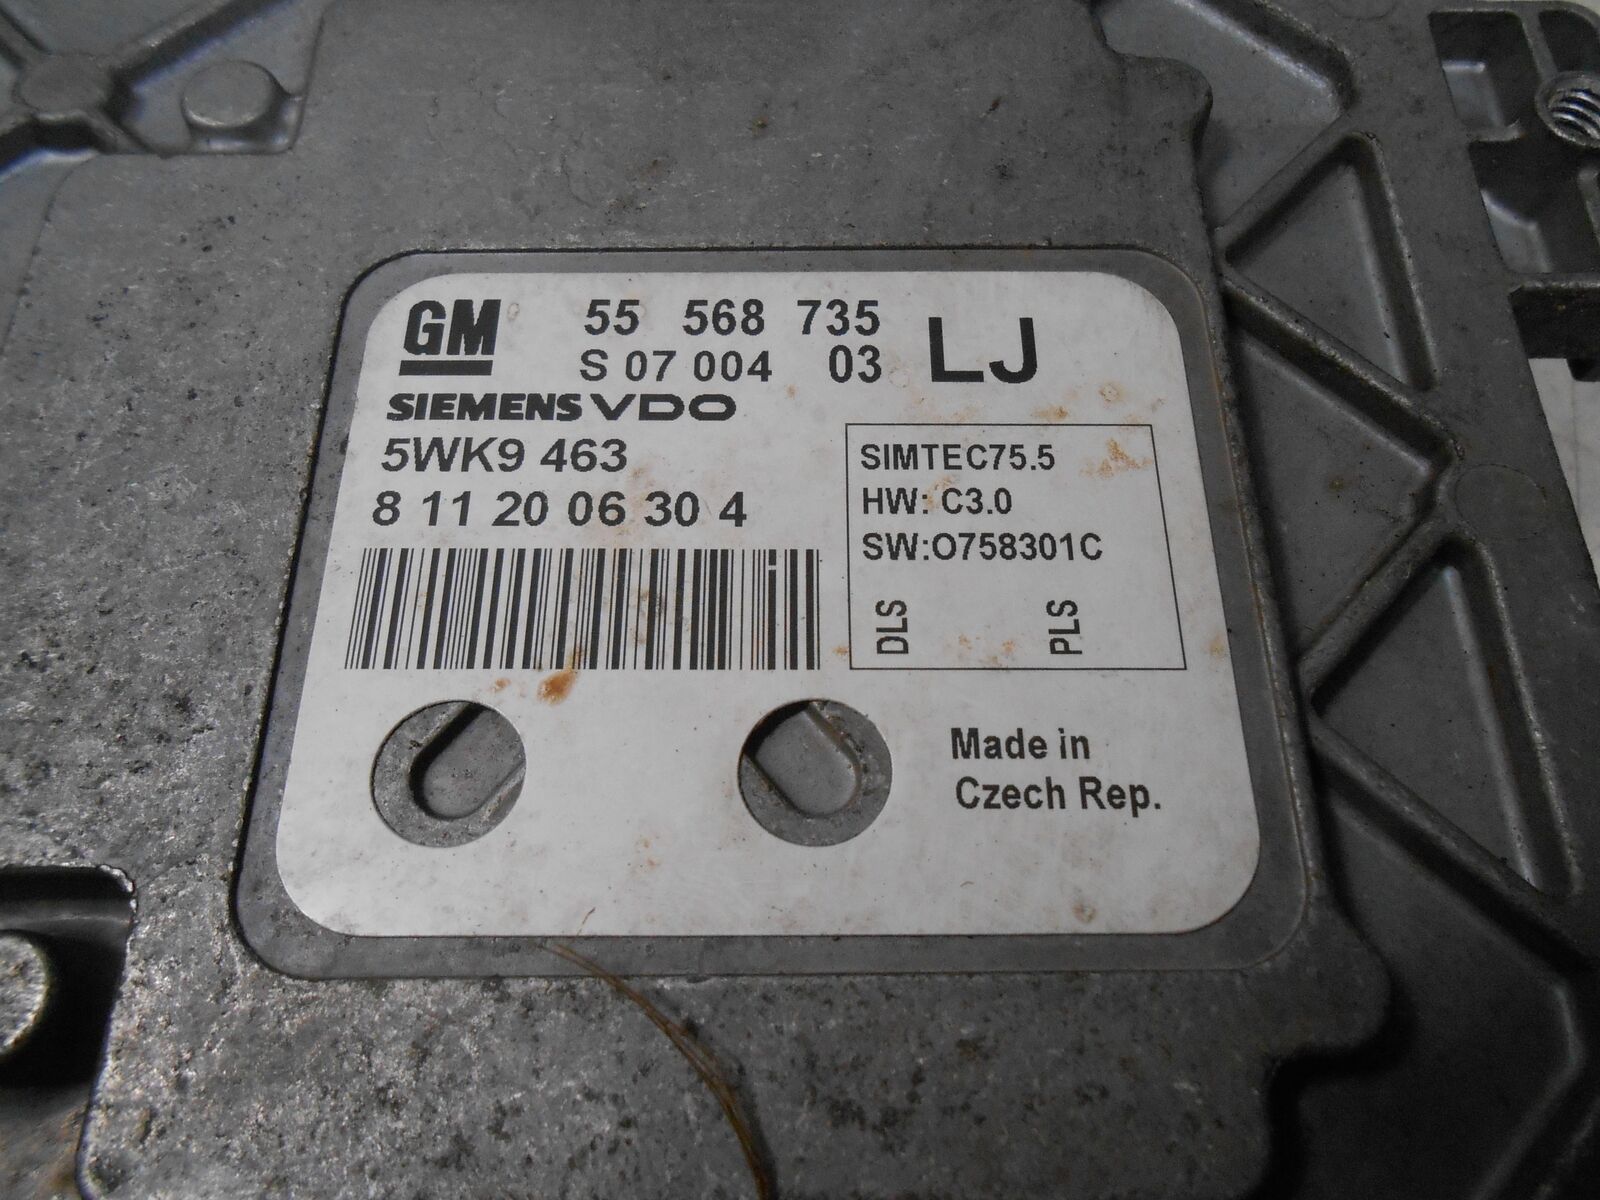 GM 55 568 735 LJ
S 07 004 03
SIEMENS VDO
5WK9 463
8 11 20 06 30 4
SIMTEC75.5
HW: C3.0
SW:O758301C
DLS PLS
Made in
Czech Rep.